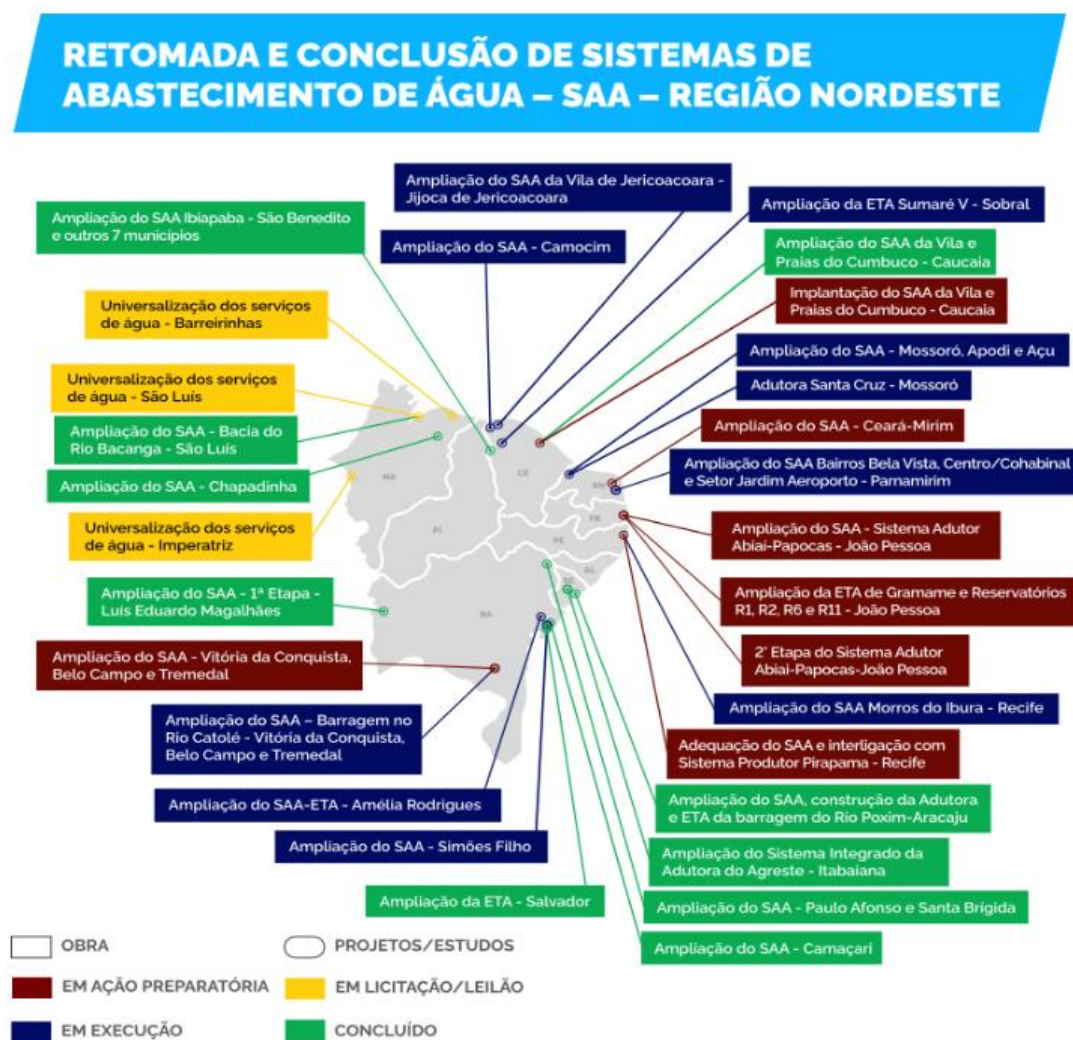 RETOMADA E CONCLUSÃO DE SISTEMAS DE
ABASTECIMENTO DE ÁGUA – SAA – REGIÃO NORDESTE
Ampliação do SAA da Vila de Jericoacoara -
Jijoca de Jericoacoara
Ampliação do SAA Ibiapaba - São Benedito
e outros 7 municípios
Ampliação da ETA Sumaré V - Sobral
Ampliação do SAA - Camocim
Ampliação do SAA da Vila e
Praias do Cumbuco - Caucaia
Universalização dos serviços
de água - Barreirinhas
Implantação do SAA da Vila e
Praias do Cumbuco - Caucaia
Ampliação do SAA - Mossoró, Apodi e Açu
Universalização dos serviços
de água - São Luís
Adutora Santa Cruz - Mossoró
Ampliação do SAA - Bacia do
Rio Bacanga - São Luís
Ampliação do SAA - Ceará-Mirim
Ampliação do SAA - Chapadinha
Ampliação do SAA Bairros Bela Vista, Centro/Cohabinal
e Setor Jardim Aeroporto - Parnamirim
Universalização dos serviços
de água - Imperatriz
Ampliação do SAA - Sistema Adutor
Abiaí-Papocas - João Pessoa
Ampliação do SAA - 1ª Etapa -
Luís Eduardo Magalhães
Ampliação da ETA de Gramame e Reservatórios
R1, R2, R6 e R11 - João Pessoa
Ampliação do SAA - Vitória da Conquista,
Belo Campo e Tremedal
2ª Etapa do Sistema Adutor
Abiaí-Papocas-João Pessoa
Ampliação do SAA – Barragem no
Rio Catolé - Vitória da Conquista,
Belo Campo e Tremedal
Ampliação do SAA Morros do Ibura - Recife
Adequação do SAA e interligação com
Sistema Produtor Pirapama - Recife
Ampliação do SAA-ETA - Amélia Rodrigues
Ampliação do SAA, construção da Adutora
e ETA da barragem do Rio Poxim-Aracaju
Ampliação do SAA - Simões Filho
Ampliação do Sistema Integrado da
Adutora do Agreste - Itabaiana
Ampliação da ETA - Salvador
Ampliação do SAA - Paulo Afonso e Santa Brígida
Ampliação do SAA - Camaçari
MA
PI
CE
RN
PB
PE
AL
SE
BA
OBRA
PROJETOS/ESTUDOS
EM AÇÃO PREPARATÓRIA
EM LICITAÇÃO/LEILÃO
EM EXECUÇÃO
CONCLUÍDO